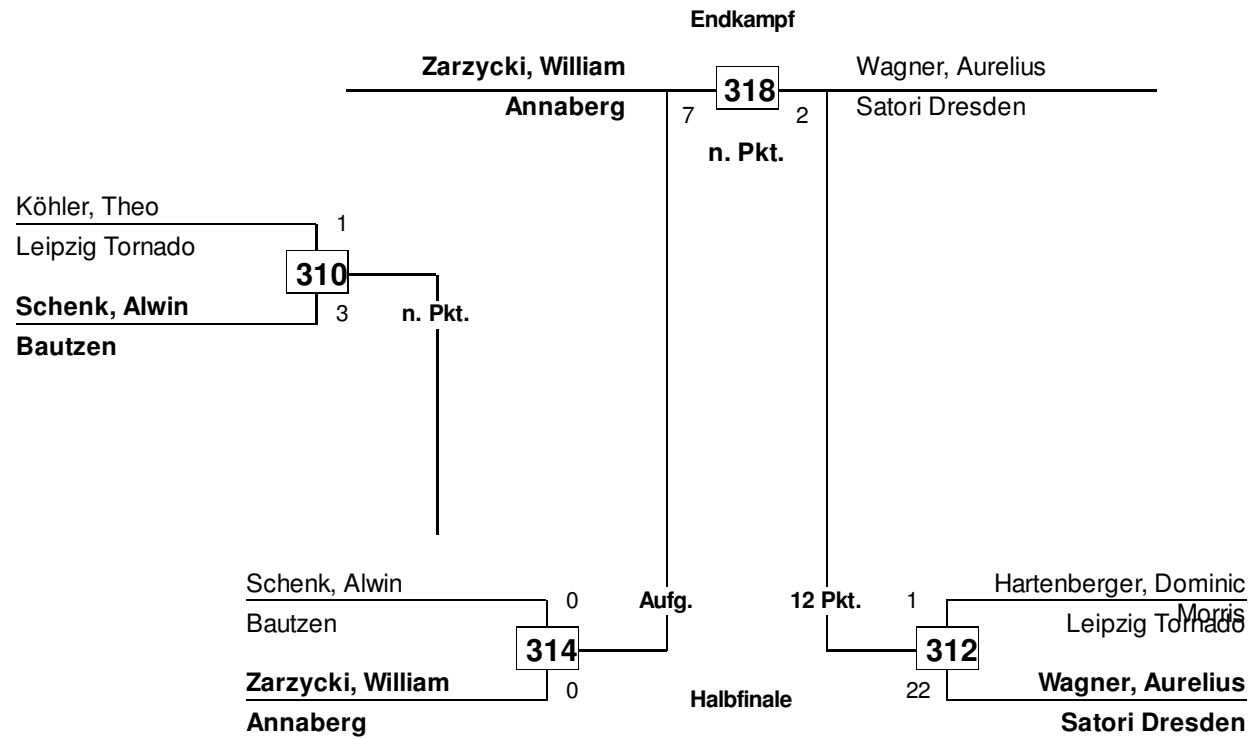 Endkampf
Zarzycki, William
Annaberg
318
7
2
n. Pkt.
Wagner, Aurelius
Satori Dresden
Köhler, Theo
Leipzig Tornado
1
310
Schenk, Alwin
Bautzen
3
n. Pkt.
Schenk, Alwin
Bautzen
0
314
Zarzycki, William
Annaberg
0
Aufg.
12 Pkt.
Halbfinale
1
Hartenberger, Dominic
Morris
Leipzig Tornado
312
22
Wagner, Aurelius
Satori Dresden